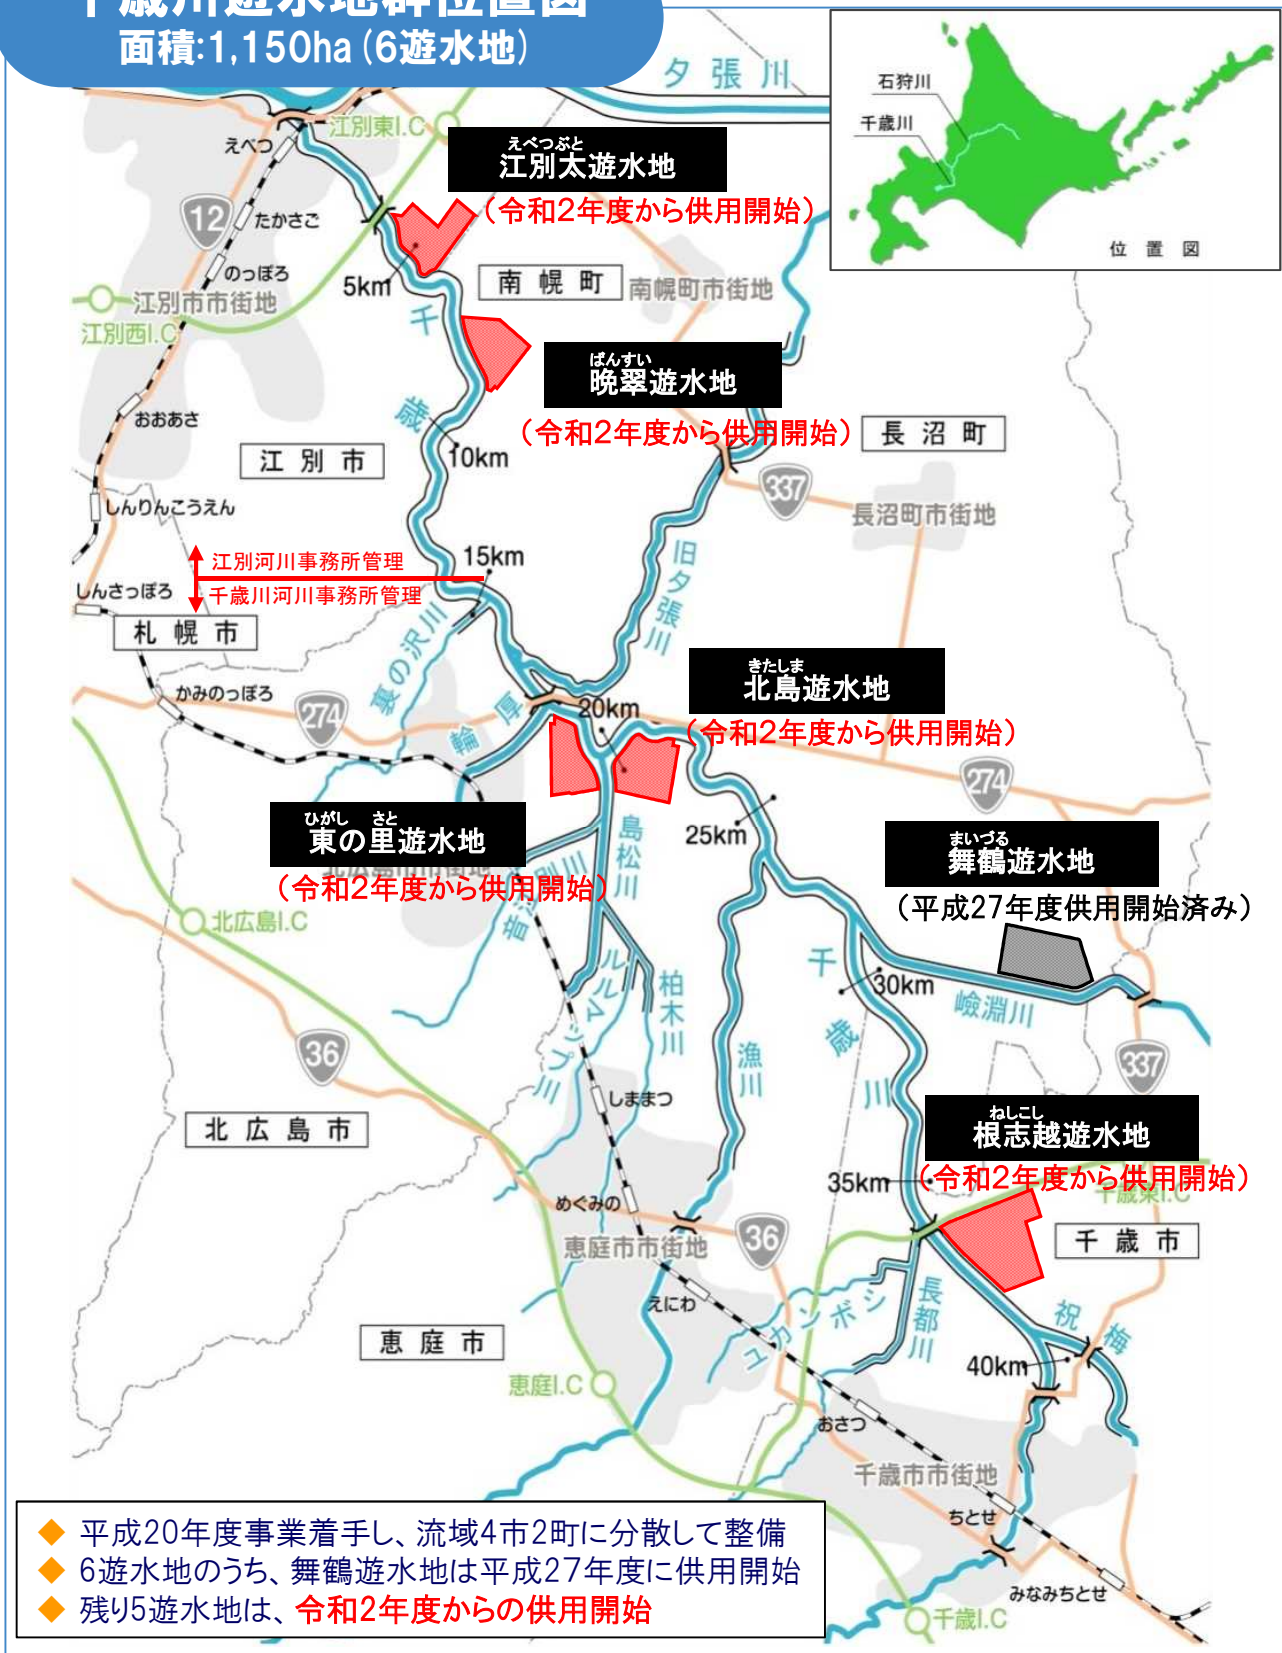 千歳川遊水地群位置図
面積:1,150ha(6遊水地)
夕張川
石狩川
千歳川
位置図
江別東I.C
えべつ
えべつぶと
江別太遊水地
(令和2年度から供用開始)
12
たかさご
のっぽろ
5km
南幌町
南幌町市街地
江別市市街地
江別西I.C
千歳川
ばんすい
晩翠遊水地
(令和2年度から供用開始)
おおあさ
長沼町
江別市
10km
337
長沼町市街地
しんりんこうえん
旧夕張川
15km
江別河川事務所管理
千歳川河川事務所管理
しんさっぽろ
札幌市
裏の沢川
かみのっぽろ
274
輪厚
20km
きたしま
北島遊水地
(令和2年度から供用開始)
274
ひがし さと
東の里遊水地
(令和2年度から供用開始)
島松川
25km
まいづる
舞鶴遊水地
(平成27年度供用開始済み)
北広島I.C
千歳川
30km
嶮淵川
ルルマップ川
柏木川
漁川
36
337
しままつ
北広島市
ねしこし
根志越遊水地
(令和2年度から供用開始)
35km
千歳東I.C
めぐみの
恵庭市市街地
36
千歳市
えにわ
ユカンボシ
長都川
祝梅
恵庭市
40km
恵庭I.C
おさつ
千歳市市街地
ちとせ
みなみちとせ
千歳I.C
◆ 平成20年度事業着手し、流域4市2町に分散して整備
◆ 6遊水地のうち、舞鶴遊水地は平成27年度に供用開始
◆ 残り5遊水地は、令和2年度からの供用開始